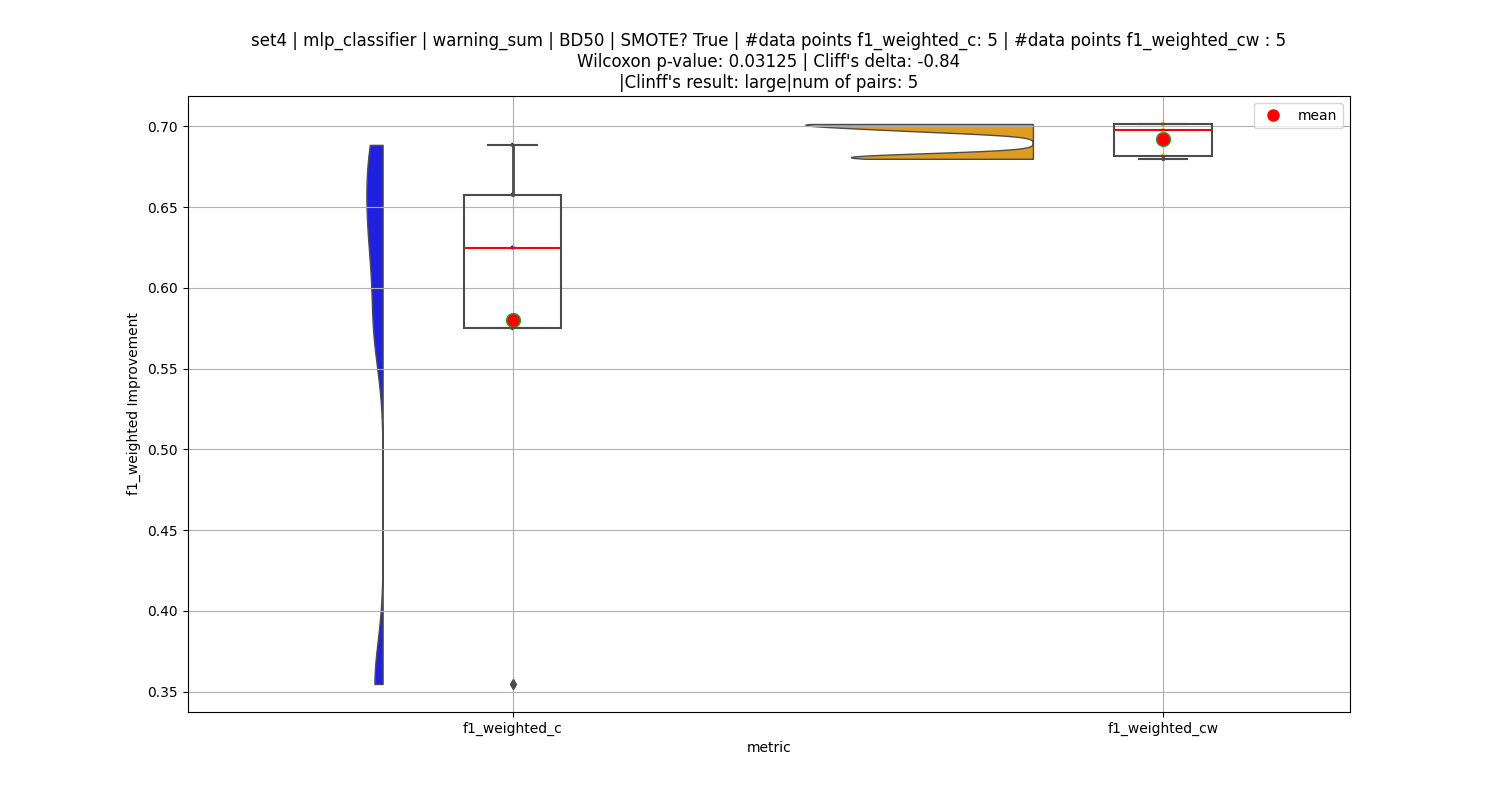 set4 | mlp_classifier | warning_sum | BD50 | SMOTE? True | #data points f1_weighted_c: 5 | #data points f1_weighted_cw : 5
Wilcoxon p-value: 0.03125 | Cliff's delta: -0.84
|Clinff's result: large|num of pairs: 5
mean
f1_weighted Improvement
0.70
0.65
0.60
0.55
0.50
0.45
0.40
0.35
f1_weighted_c
f1_weighted_cw
metric